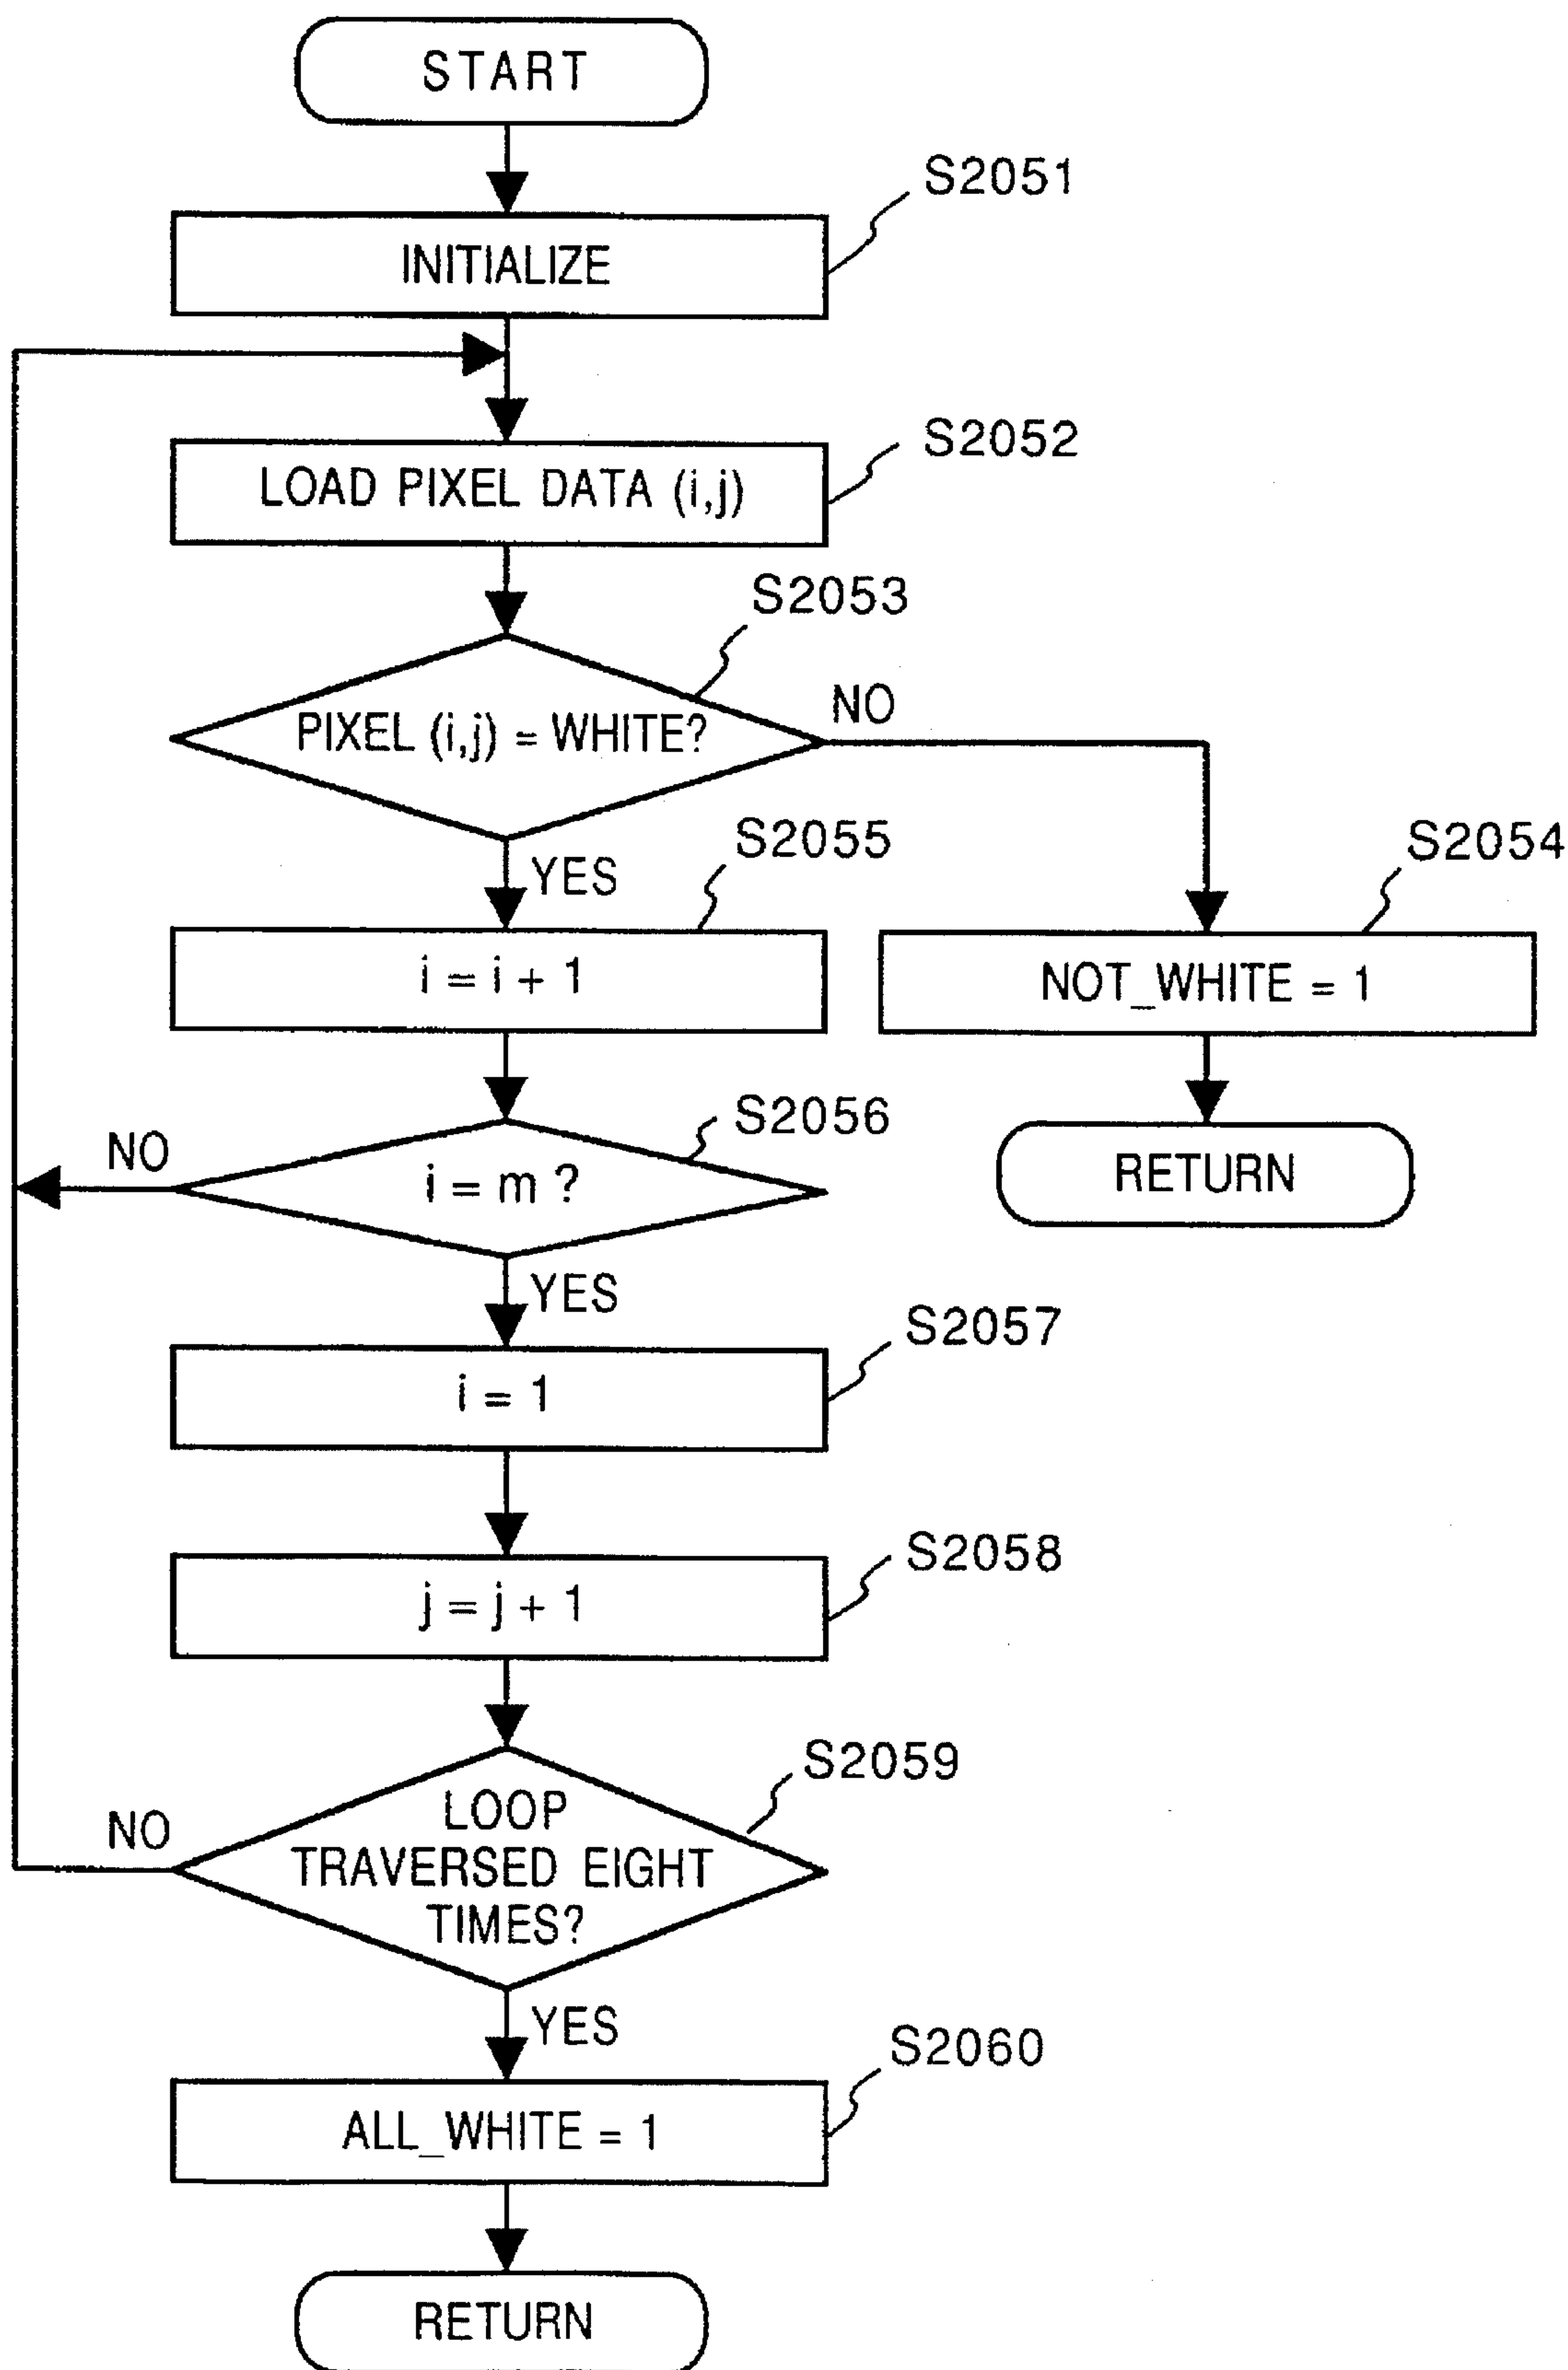 START
S2051
INITIALIZE
S2052
LOAD PIXEL DATA (i,j)
S2053
PIXEL (i,j) = WHITE?
NO
YES
S2055
S2054
i = i + 1
NOT_WHITE = 1
S2056
NO
i = m ?
RETURN
YES
S2057
i = 1
S2058
j = j + 1
S2059
NO
LOOP
TRAVERSED EIGHT
TIMES?
YES
S2060
ALL_WHITE = 1
RETURN